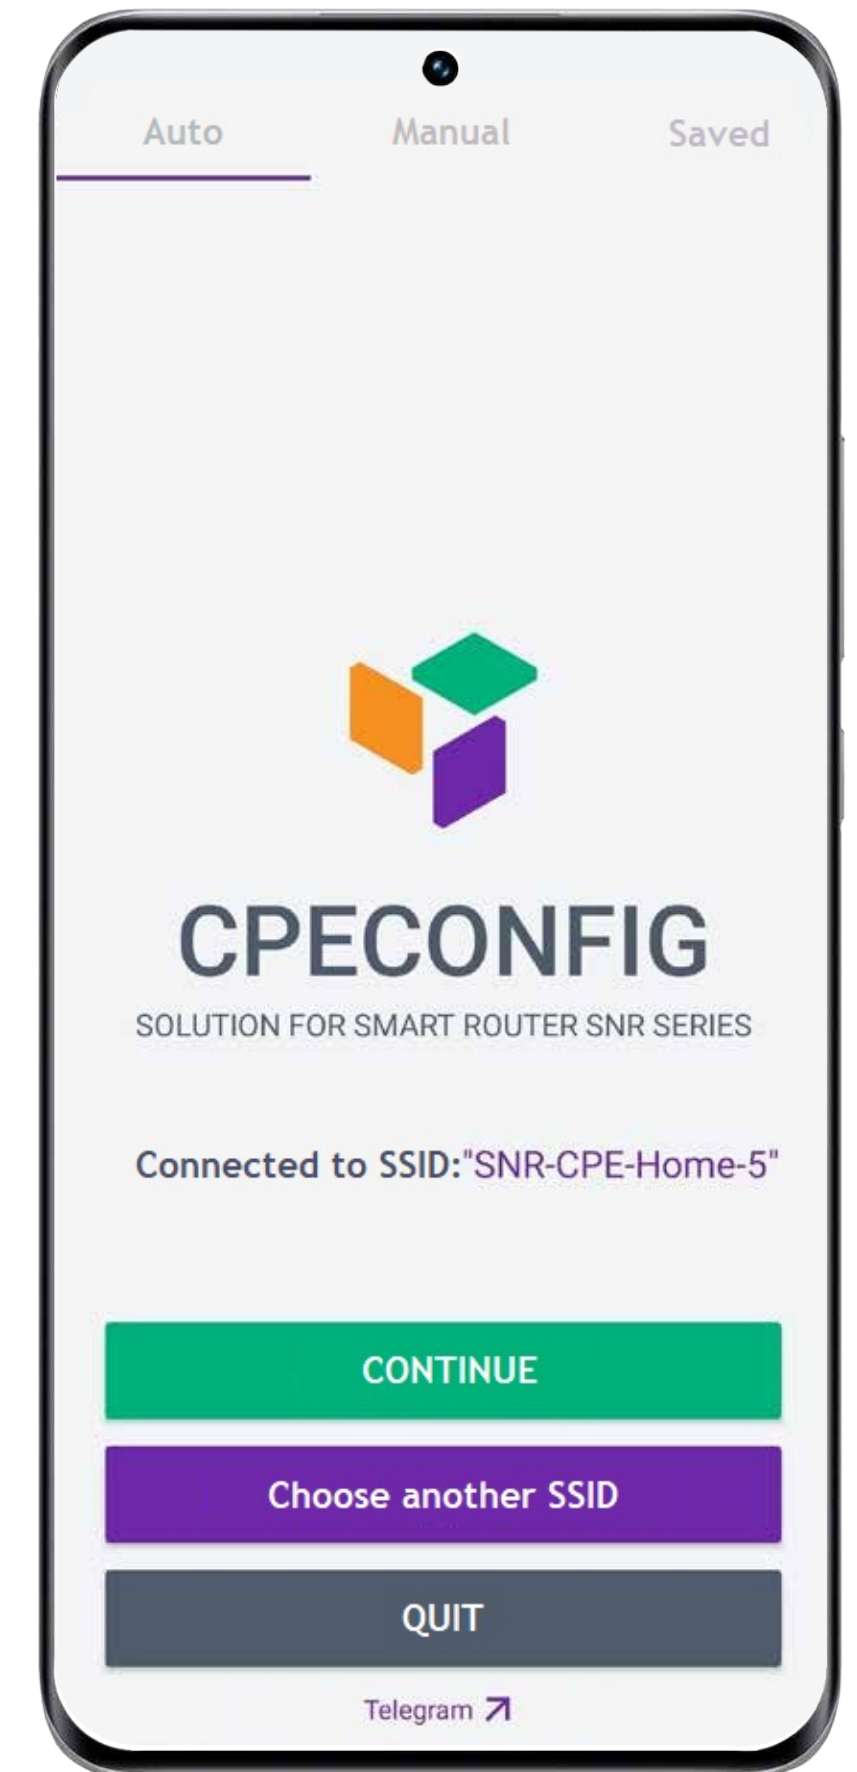 Auto Manual Saved
CPECONFIG
SOLUTION FOR SMART ROUTER SNR SERIES
Connected to SSID:"SNR-CPE-Home-5"
CONTINUE
Choose another SSID
QUIT
Telegram